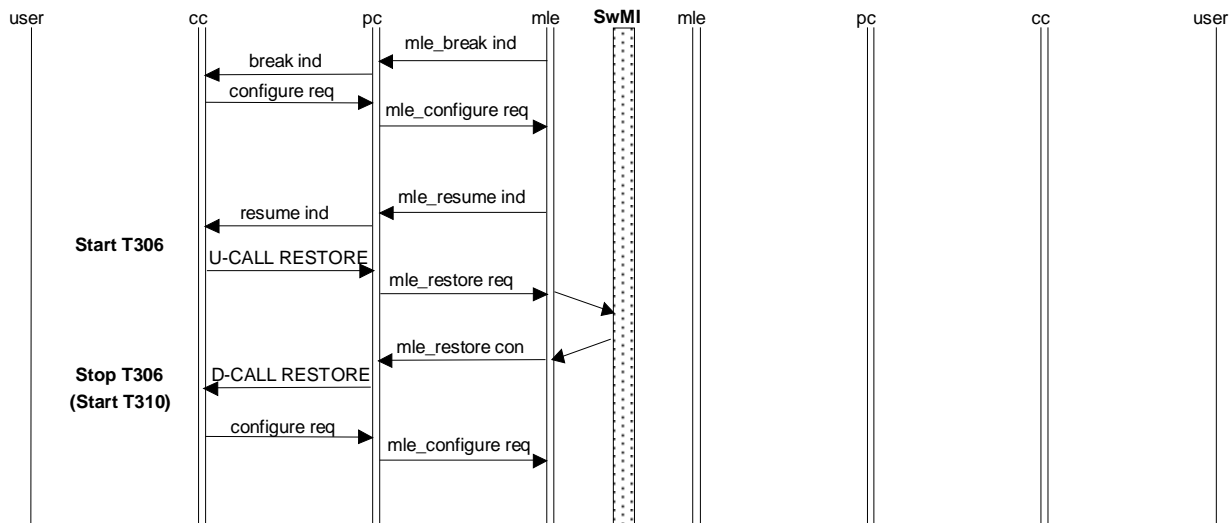 user cc pc mle SwMI mle pc cc user
mle_break ind
break ind
configure req
mle_configure req
mle_resume ind
resume ind
Start T306
U-CALL RESTORE
mle_restore req
mle_restore con
Stop T306 D-CALL RESTORE
(Start T310)
configure req
mle_configure req